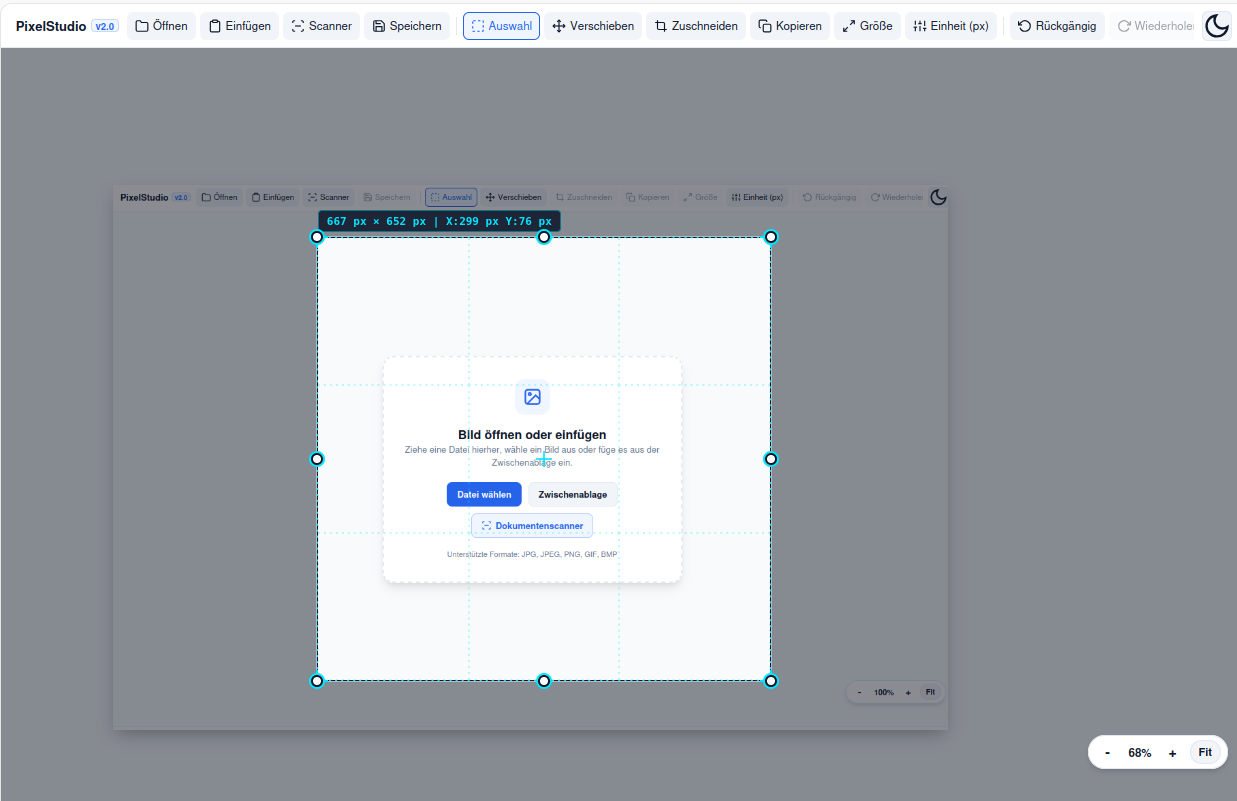 PixelStudio v2.0 Öffnen Einfügen Scanner Speichern Auswahl Verschieben Zuschneiden Kopieren Größe Einheit (px) Rückgängig Wiederholen
PixelStudio v2.0 Öffnen Einfügen Scanner Speichern Auswahl Verschieben Zuschneiden Kopieren Größe Einheit (px) Rückgängig Wiederholen
667 px × 652 px | X:299 px Y:76 px
Bild öffnen oder einfügen
Ziehe eine Datei hierher, wähle ein Bild aus oder füge es aus der
Zwischenablage ein.
Datei wählen Zwischenablage
Dokumentenscanner
Unterstützte Formate: JPG, JPEG, PNG, GIF, BMP
- 100% + Fit
- 68% + Fit